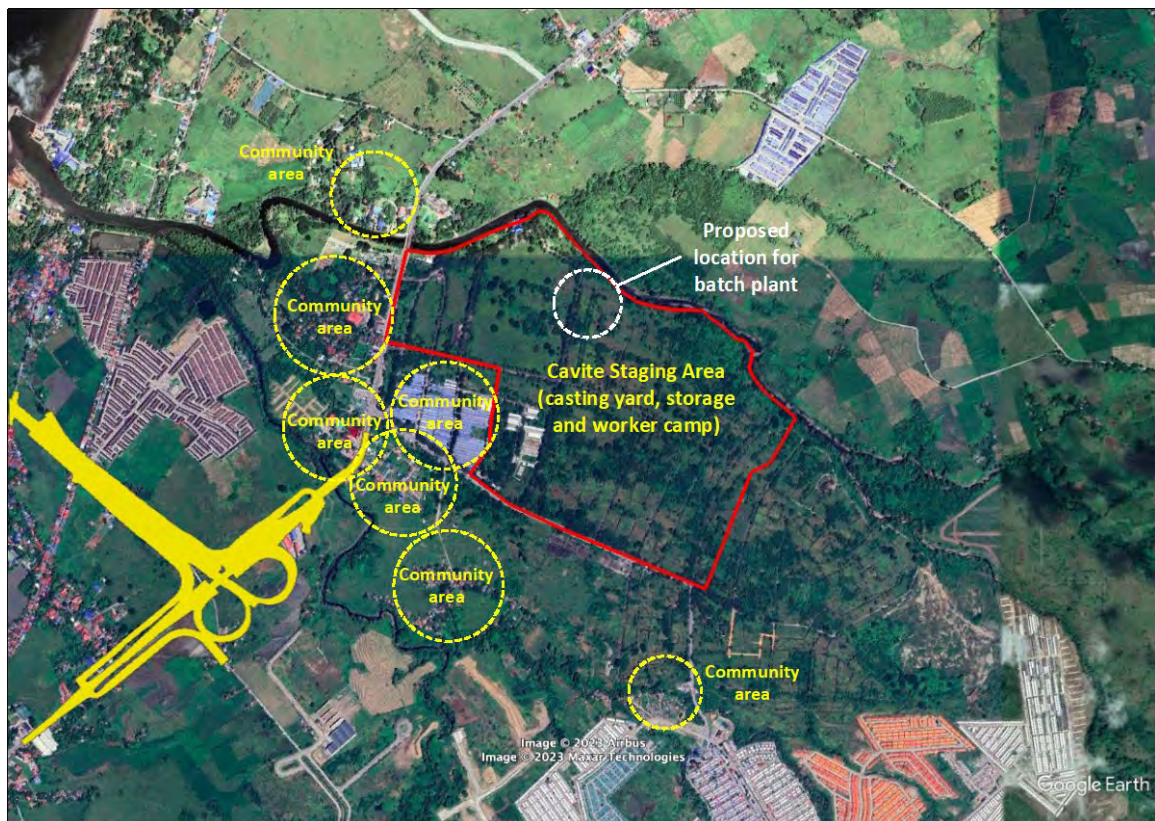 Community
area
Proposed
location for
batch plant
Community
area
Cavite Staging Area
(casting yard, storage
and worker camp)
Community
area
Community
area
Community
area
Community
area
Community
area
Image © 2023 Airbus
Image © 2023 Maxar Technologies
Google Earth